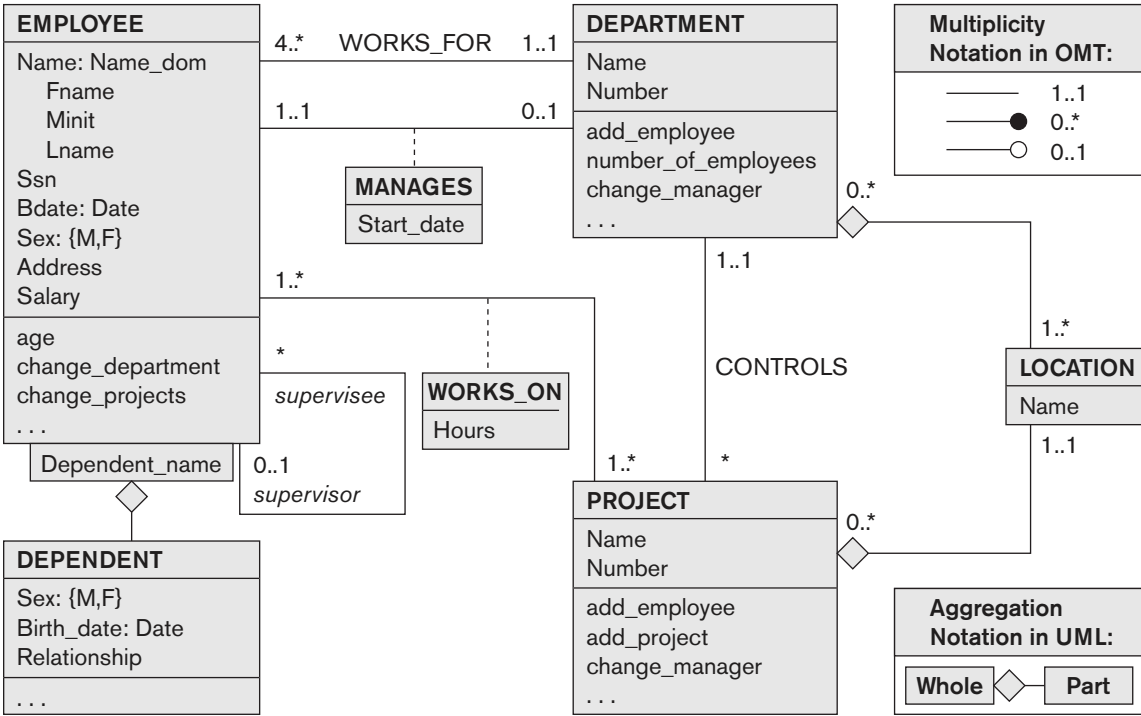 EMPLOYEE
Name: Name_dom
Fname
Minit
Lname
Ssn
Bdate: Date
Sex: {M,F}
Address
Salary
age
change_department
change_projects
. . .
Dependent_name
DEPENDENT
Sex: {M,F}
Birth_date: Date
Relationship
. . .
4..* WORKS_FOR 1..1
1..1 0..1
MANAGES
Start_date
1..*
WORKS_ON
Hours
1..*
*
supervisee
0..1
supervisor
DEPARTMENT
Name
Number
add_employee
number_of_employees
change_manager
. . .
0..*
1..1
CONTROLS
*
PROJECT
Name
Number
add_employee
add_project
change_manager
. . .
0..*
1..*
LOCATION
Name
1..1
Multiplicity
Notation in OMT:
1..1
0..*
0..1
Aggregation
Notation in UML:
Whole Part